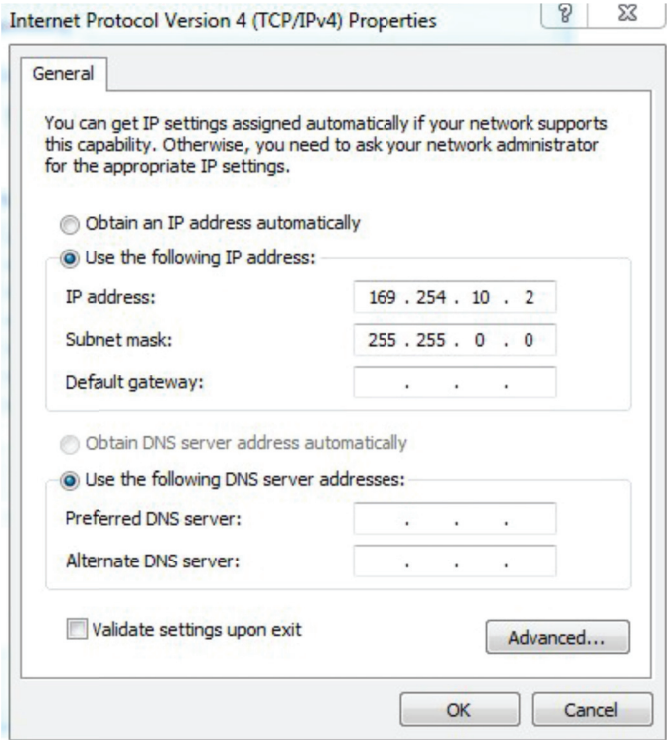 Internet Protocol Version 4 (TCP/IPv4) Properties
General
You can get IP settings assigned automatically if your network supports
this capability. Otherwise, you need to ask your network administrator
for the appropriate IP settings.
Obtain an IP address automatically
Use the following IP address:
IP address: 169 . 254 . 10 . 2
Subnet mask: 255 . 255 . 0 . 0
Default gateway: . . .
Obtain DNS server address automatically
Use the following DNS server addresses:
Preferred DNS server: . . .
Alternate DNS server: . . .
Validate settings upon exit
Advanced...
OK Cancel